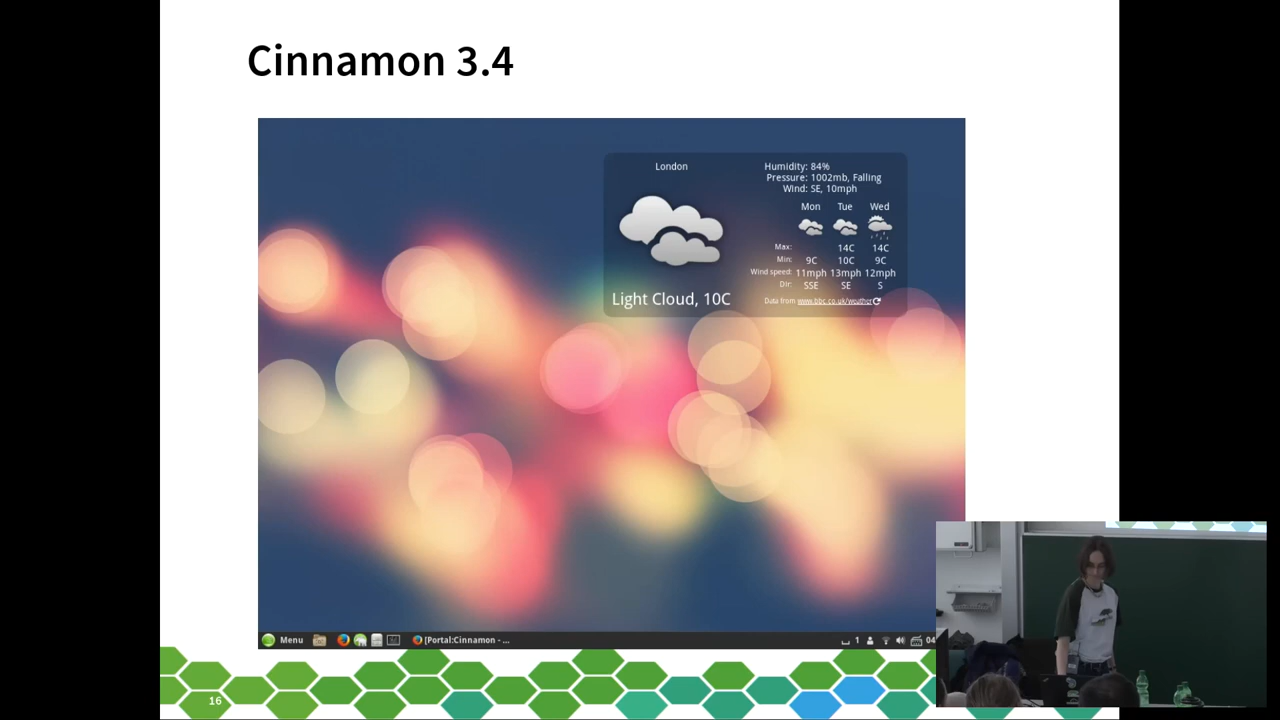 Cinnamon 3.4
London
Light Cloud, 10C
Humidity: 84%
Pressure: 1002mb, Falling
Wind: SE, 10mph
Mon Tue Wed
Max: 14C 14C
Min: 9C 10C 9C
Wind speed: 11mph 13mph 12mph
Dir: SSE SE S
Data from www.bbc.co.uk/weather
Menu [Portal:Cinnamon - ... 1 04
16